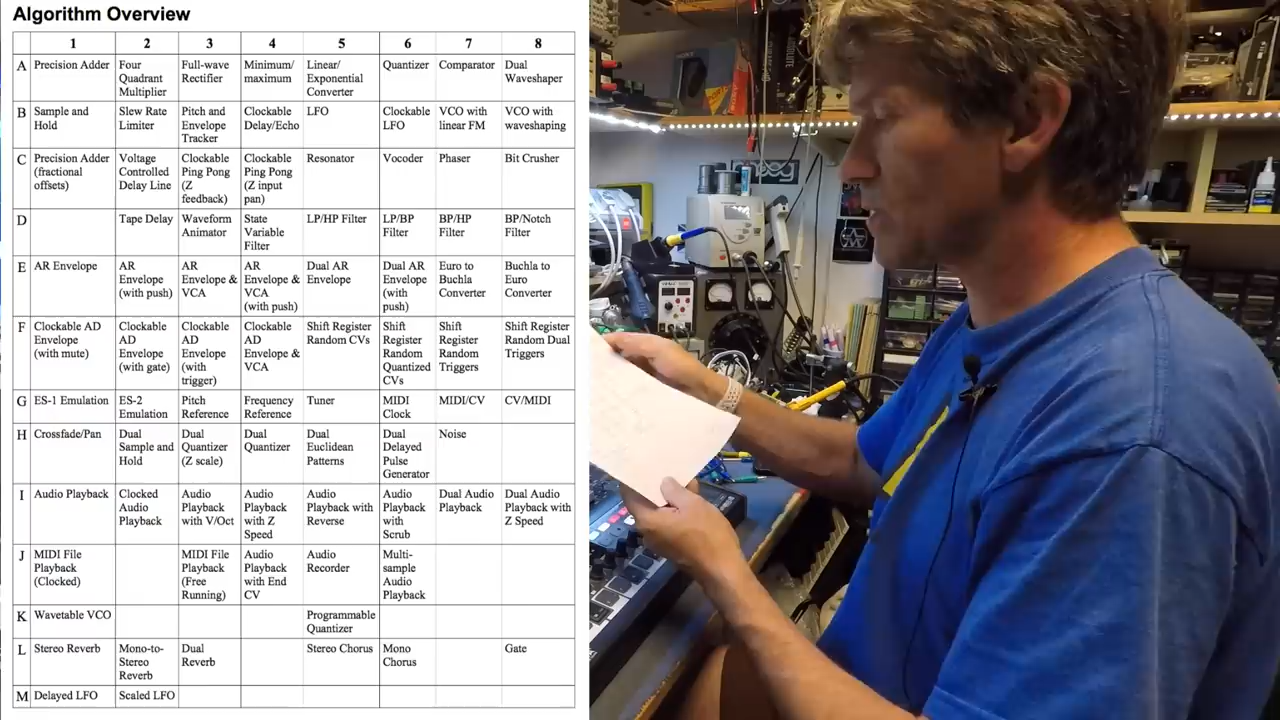 Algorithm Overview
1 2 3 4 5 6 7 8
A Precision Adder Four Quadrant Multiplier Full-wave Rectifier Minimum/maximum Linear/Exponential Converter Quantizer Comparator Dual Waveshaper
B Sample and Hold Slew Rate Limiter Pitch and Envelope Tracker Clockable Delay/Echo LFO Clockable LFO VCO with linear FM VCO with waveshaping
C Precision Adder (fractional offsets) Voltage Controlled Delay Line Clockable Ping Pong (Z feedback) Clockable Ping Pong (Z input pan) Resonator Vocoder Phaser Bit Crusher
D Tape Delay Waveform Animator State Variable Filter LP/HP Filter LP/BP Filter BP/HP Filter BP/Notch Filter
E AR Envelope AR Envelope (with push) AR Envelope & VCA AR Envelope & VCA (with push) Dual AR Envelope Dual AR Envelope (with push) Euro to Buchla Converter Buchla to Euro Converter
F Clockable AD Envelope (with mute) Clockable AD Envelope (with gate) Clockable AD Envelope (with trigger) Clockable AD Envelope & VCA Shift Register Random CVs Shift Register Random Quantized CVs Shift Register Random Triggers Shift Register Random Dual Triggers
G ES-1 Emulation ES-2 Emulation Pitch Reference Frequency Reference Tuner MIDI Clock MIDI/CV CV/MIDI
H Crossfade/Pan Dual Sample and Hold Dual Quantizer (Z scale) Dual Quantizer Dual Euclidean Patterns Dual Delayed Pulse Generator Noise
I Audio Playback Clocked Audio Playback Audio Playback with V/Oct Audio Playback with Z Speed Audio Playback with Reverse Audio Playback with Scrub Dual Audio Playback Dual Audio Playback with Z Speed
J MIDI File Playback (Clocked) MIDI File Playback (Free Running) Audio Playback with End CV Audio Recorder Multi-sample Audio Playback
K Wavetable VCO Programmable Quantizer
L Stereo Reverb Mono-to-Stereo Reverb Dual Reverb Stereo Chorus Mono Chorus Gate
M Delayed LFO Scaled LFO
moog